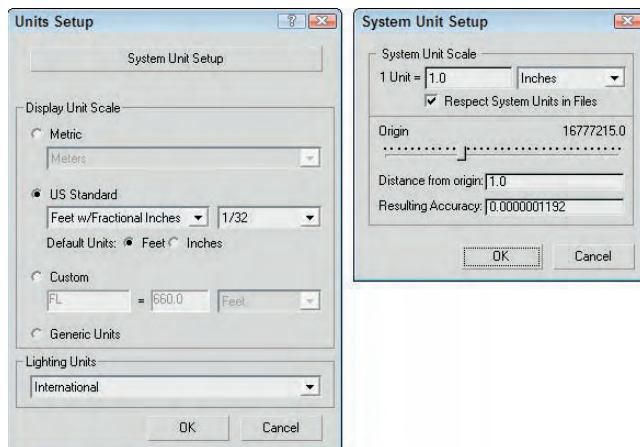 Units Setup
System Unit Setup
Display Unit Scale
Metric
Meters
US Standard
Feet w/Fractional Inches 1/32
Default Units: Feet Inches
Custom
FL = 660.0 Feet
Generic Units
Lighting Units
International
OK Cancel
System Unit Setup
System Unit Scale
1 Unit = 1.0 Inches
Respect System Units in Files
Origin 16777215.0
Distance from origin: 1.0
Resulting Accuracy: 0.0000001192
OK Cancel